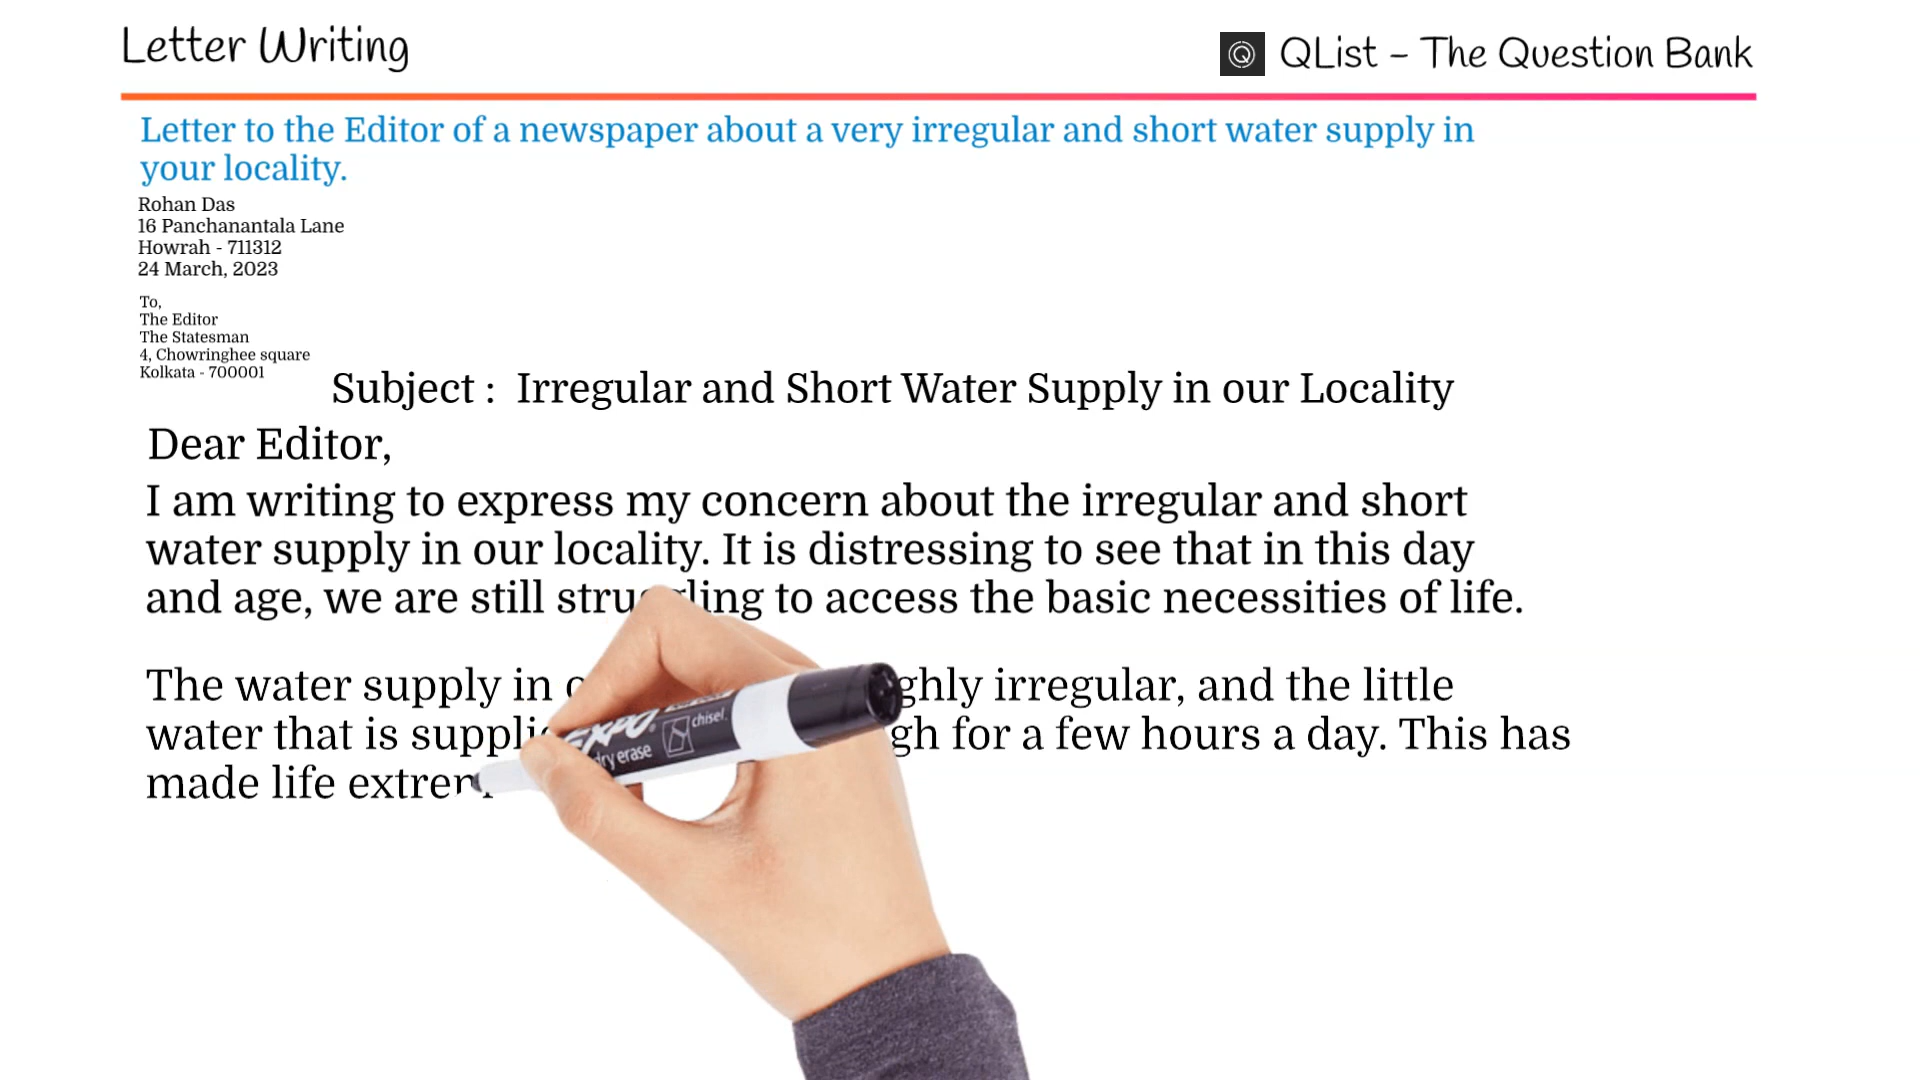 Letter Writing
QList - The Question Bank
Letter to the Editor of a newspaper about a very irregular and short water supply in
your locality.
Rohan Das
16 Panchanantala Lane
Howrah - 711312
24 March, 2023
To,
The Editor
The Statesman
4, Chowringhee square
Kolkata - 700001
Subject : Irregular and Short Water Supply in our Locality
Dear Editor,
I am writing to express my concern about the irregular and short
water supply in our locality. It is distressing to see that in this day
and age, we are still struggling to access the basic necessities of life.
The water supply in irregular, and the little
water that is for a few hours a day. This has
made life
EXPO chisel.
dry erase